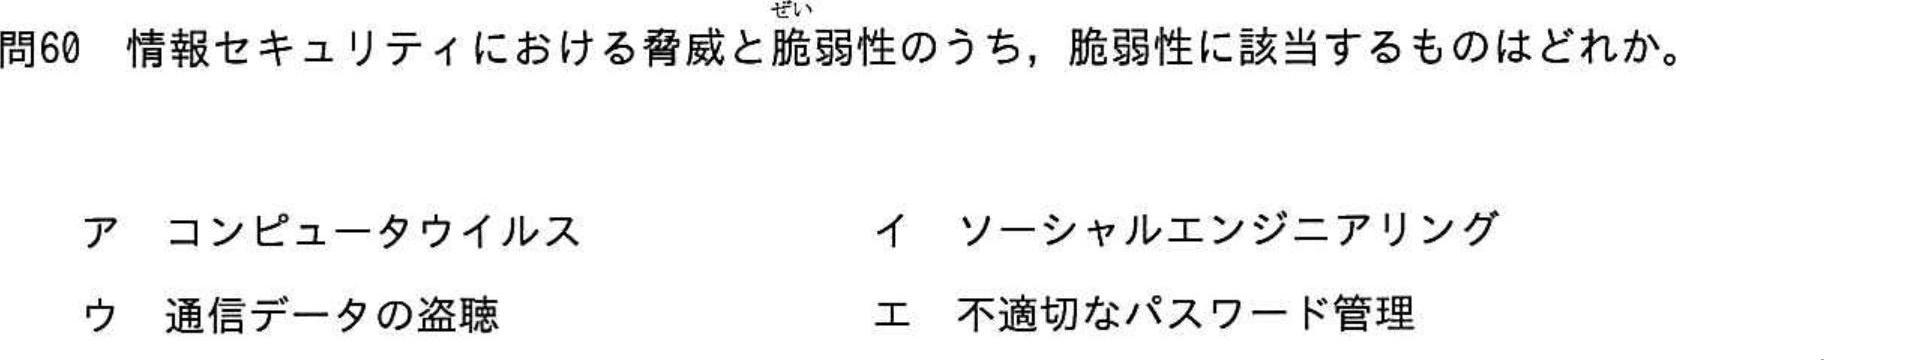 ぜい
問60　情報セキュリティにおける脅威と脆弱性のうち，脆弱性に該当するものはどれか。
ア　コンピュータウイルス　イ　ソーシャルエンジニアリング
ウ　通信データの盗聴　エ　不適切なパスワード管理